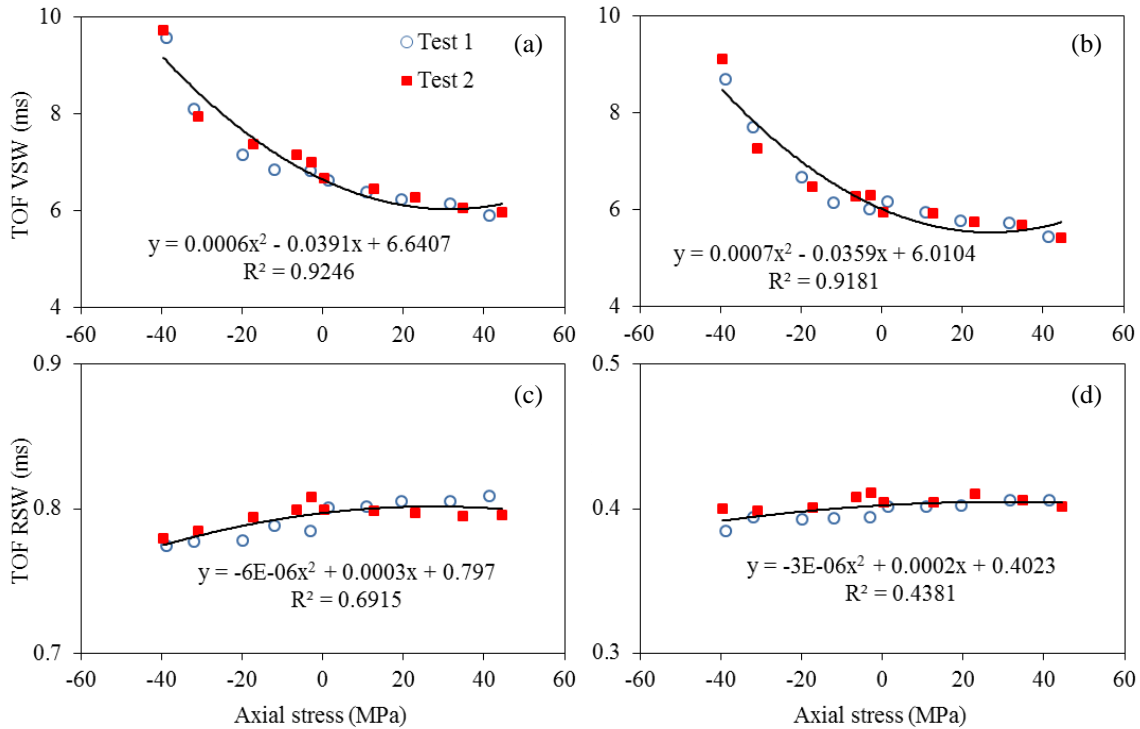 10
8
6
4
TOF VSW (ms)
Test 1
Test 2
(a)
y = 0.0006x² - 0.0391x + 6.6407
R² = 0.9246
-60 -40 -20 0 20 40 60
10
8
6
4
(b)
y = 0.0007x² - 0.0359x + 6.0104
R² = 0.9181
-60 -40 -20 0 20 40 60
0.9
0.8
0.7
TOF RSW (ms)
(c)
y = -6E-06x² + 0.0003x + 0.797
R² = 0.6915
-60 -40 -20 0 20 40 60
Axial stress (MPa)
0.5
0.4
0.3
(d)
y = -3E-06x² + 0.0002x + 0.4023
R² = 0.4381
-60 -40 -20 0 20 40 60
Axial stress (MPa)